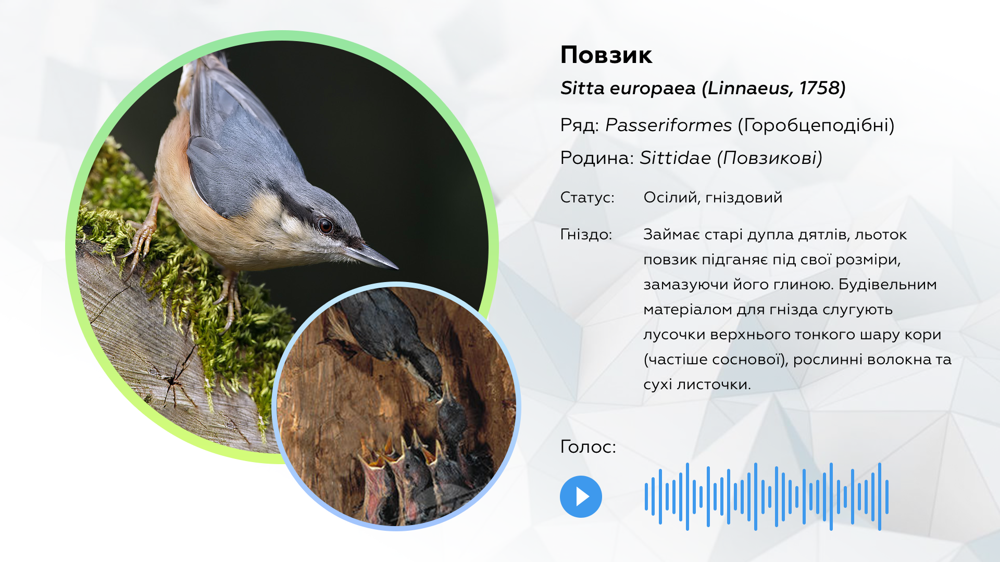 Повзик
Sitta europaea (Linnaeus, 1758)
Ряд: Passeriformes (Горобцеподібні)
Родина: Sittidae (Повзикові)
Статус: Осілий, гніздовий
Гніздо: Займає старі дупла дятлів, льоток
повзик підганяє під свої розміри,
замазуючи його глиною. Будівельним
матеріалом для гнізда слугують
лусочки верхнього тонкого шару кори
(частіше соснової), рослинні волокна та
сухі листочки.
Голос: